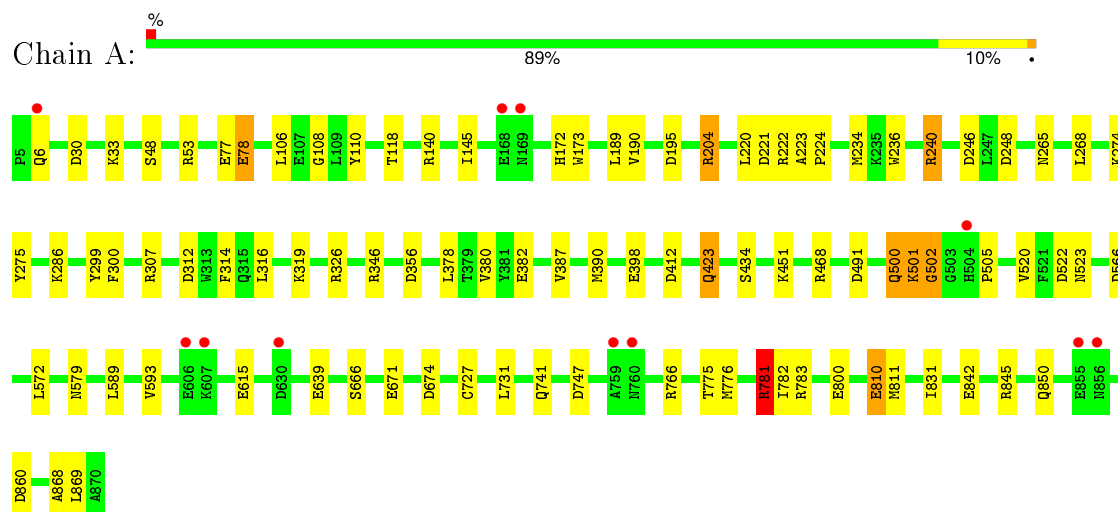 %
Chain A:
89% 10% •
P5 Q6 D30 K33 S48 R53 E77 E78 L106 E107 G108 L109 Y110 T118 R140 I145 E168 N169 H172 W173 L189 V190 D195 R204 L220 D221 R222 A223 P224 M234 K235 W236 R240 D246 L247 D248 N265 L268 K274
Y275 K286 Y299 F300 R307 D312 W313 F314 Q315 L316 K319 R326 R346 D356 L378 T379 V380 Y381 E382 V387 M390 E398 D412 Q423 S434 K451 R468 D491 Q500 K501 G502 G503 H504 P505 V520 F521 D522 N523 D566
L572 N579 L589 V593 E606 K607 E615 D630 E639 S666 E671 D674 C727 L731 Q741 D747 A759 N760 R766 T775 M776 R781 I782 R783 E800 E810 M811 I831 E842 R845 Q850 E855 N856
D860 A868 L869 A870